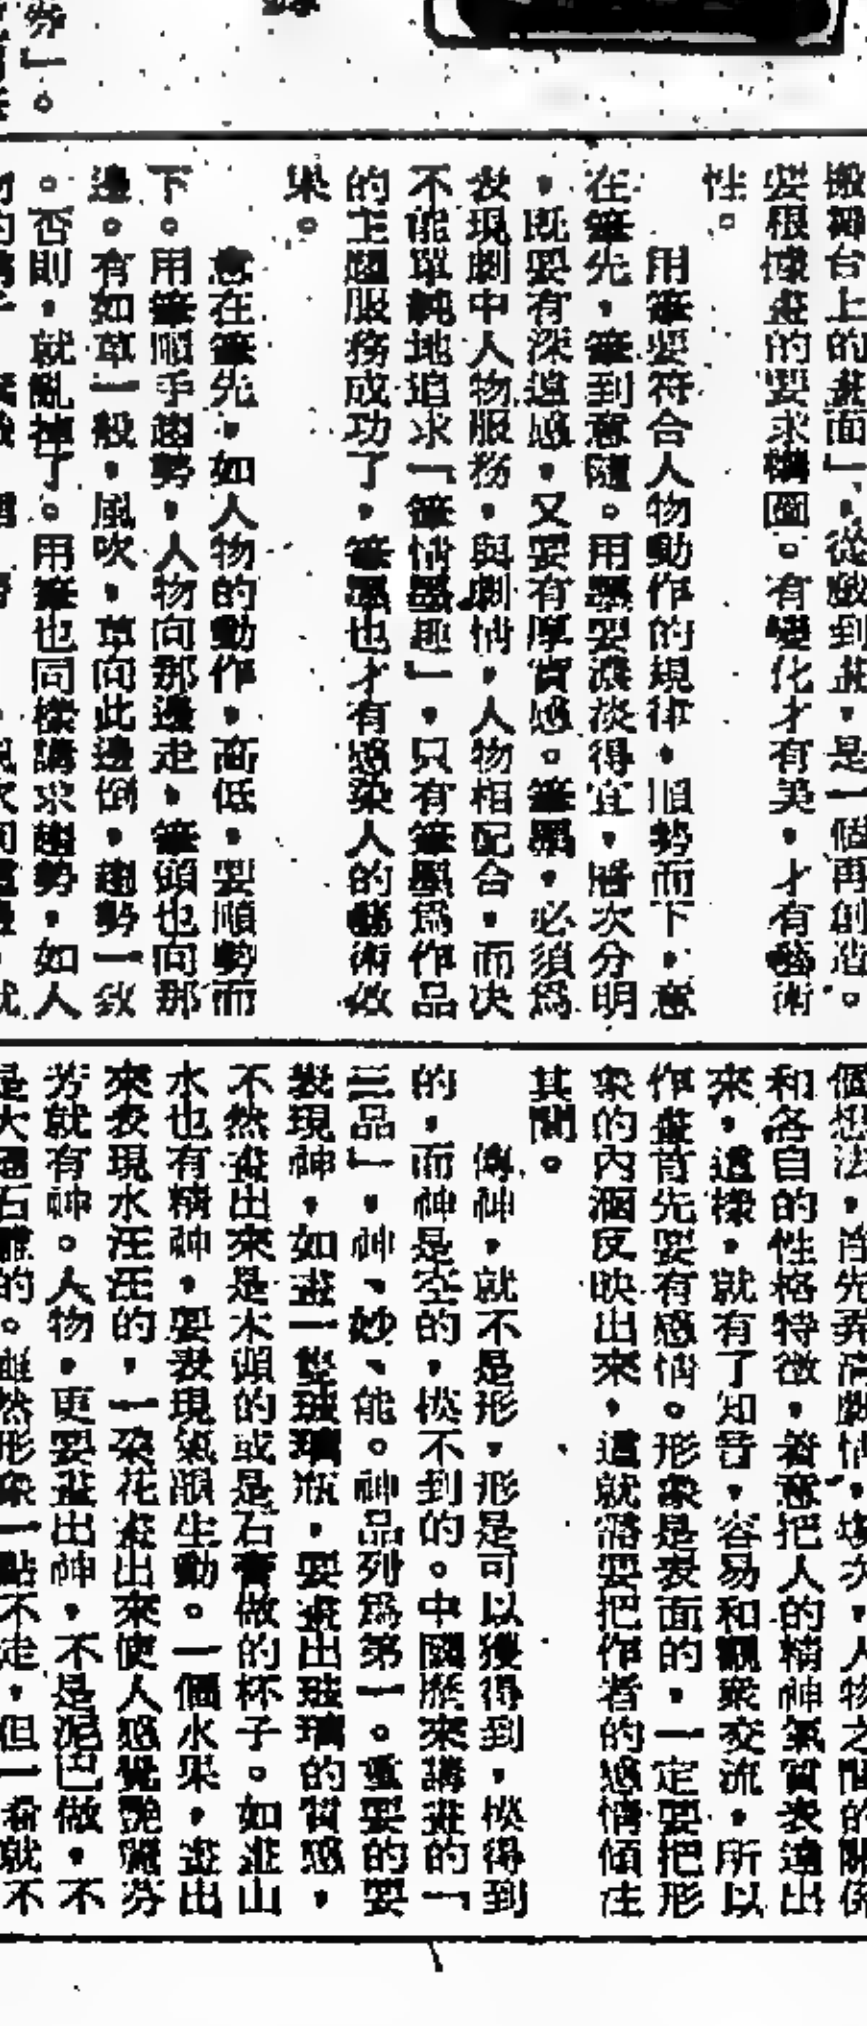 搬舞台上的畫面」，從戲到畫，是一個再創造。
要根據畫的要求構圖。有變化才有美，才有藝術
性。
用筆要符合人物動作的規律，順勢而下，意
在筆先，筆到意隨。用墨要濃淡得宜，層次分明
，既要有深遠感，又要有厚實感。筆墨，必須爲
表現劇中人物服務，與劇情，人物相配合，而决
不能單純地追求「筆情墨趣」，只有筆墨爲作品
的主題服務成功了，筆墨也才有感染人的藝術效
果。
意在筆先，如人物的動作，高低，要順勢而
下。用筆順手趨勢，人物向那邊走，筆頭也向那
邊。有如草一般，風吹，草向此邊倒，趨勢一致
。否則，就亂掉了。用筆也同樣講求趨勢，如人
個想法，首先弄清劇情，場次，人物之間的關係
和各自的性格特徵，着意把人的精神氣質表達出
來，這樣，就有了知音，容易和觀衆交流，所以
作畫首先要有感情。形象是表面的，一定要把形
象的内涵反映出來，這就需要把作者的感情傾注
其間。
傳神，就不是形，形是可以獲得到，模得到
的，而神是空的，模不到的。中國歷來講畫的「
三品」，神、妙、能。神品列爲第一。重要的要
表現神，如畫一隻玻璃瓶，要畫出玻璃的質感，
不然畫出來是木頭的或是石膏做的杯子。如畫山
水也有精神，要表現氣韻生動。一個水果，畫出
來表現水汪汪的，一朶花畫出來使人感覺艷麗芬
芳就有神。人物，更要畫出神，不是泥巴做，不
是大理石雕的。雖然形象一點不走，但一看就不